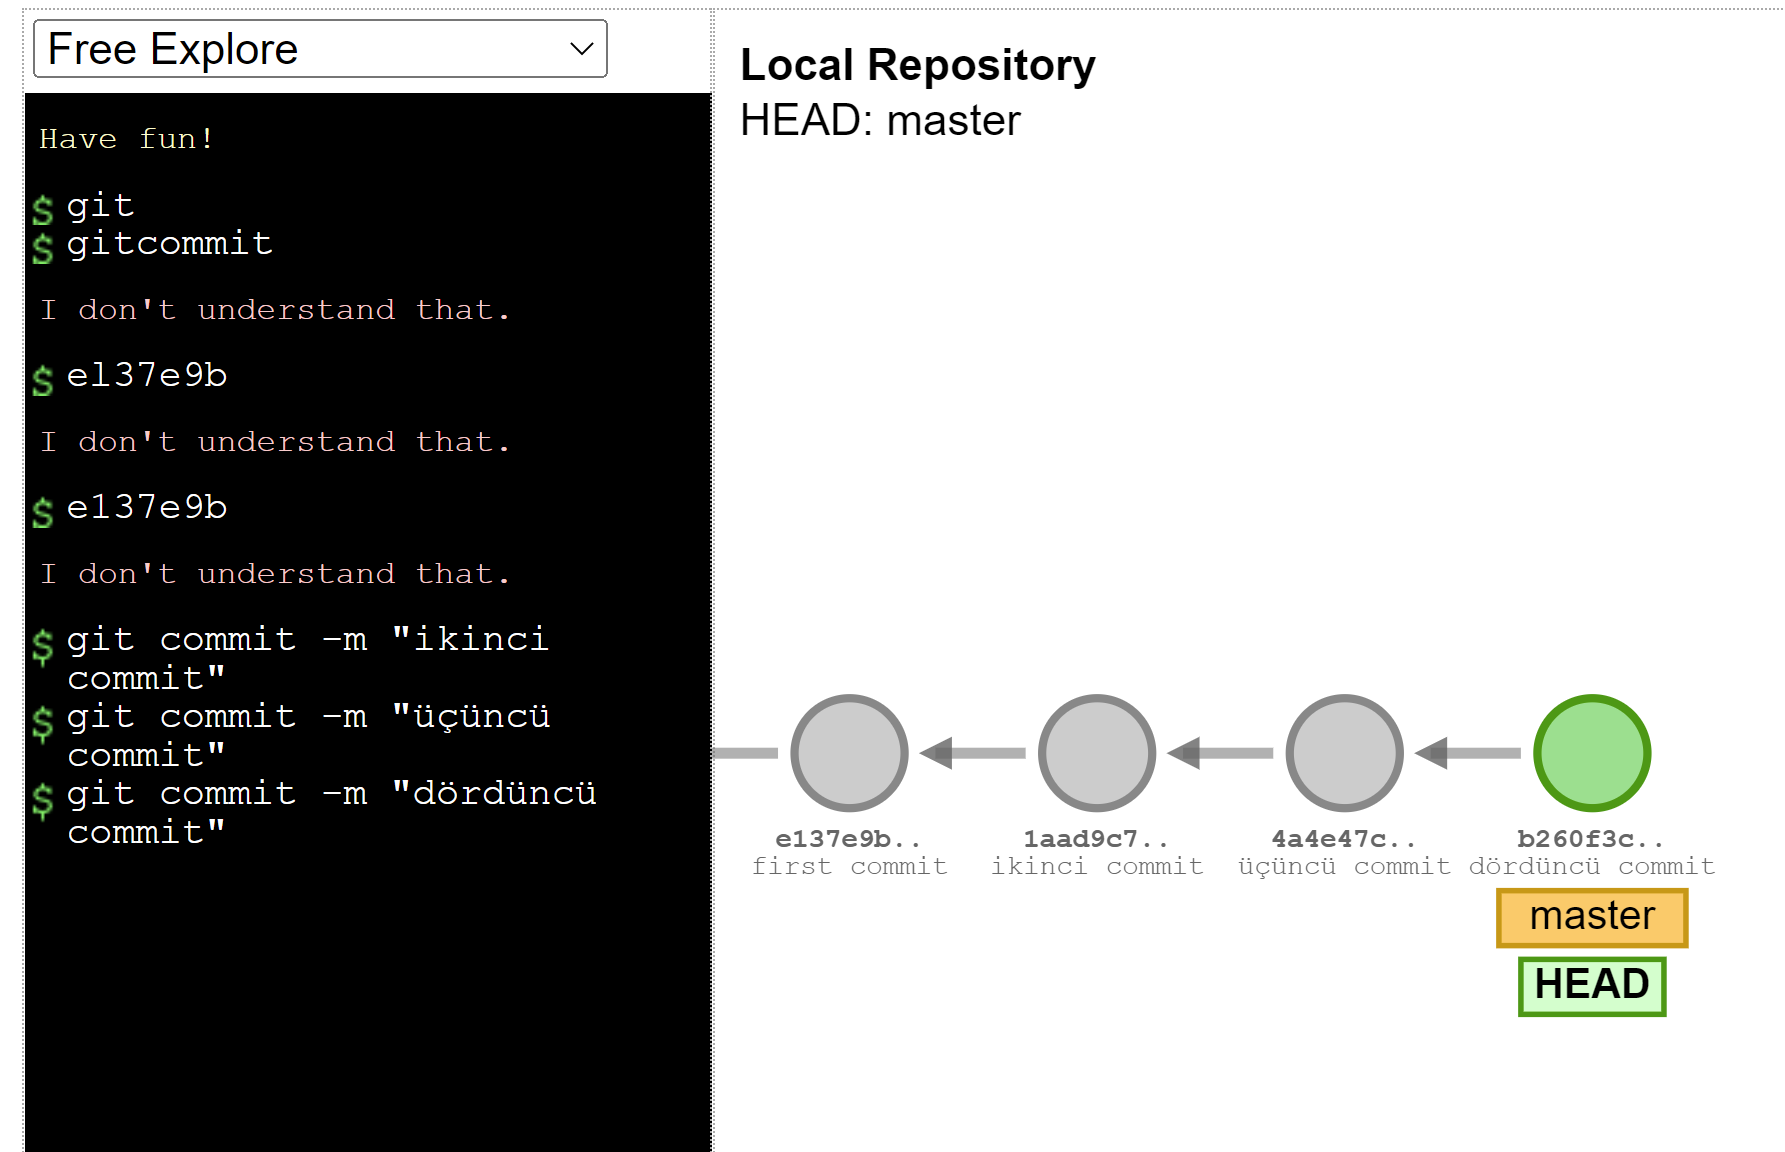 Free Explore
Have fun!
$ git
$ gitcommit
I don't understand that.
$ e137e9b
I don't understand that.
$ e137e9b
I don't understand that.
$ git commit -m "ikinci
commit"
$ git commit -m "üçüncü
commit"
$ git commit -m "dördüncü
commit"
Local Repository
HEAD: master
e137e9b.. 1aad9c7.. 4a4e47c.. b260f3c..
first commit ikinci commit üçüncü commit dördüncü commit
master
HEAD